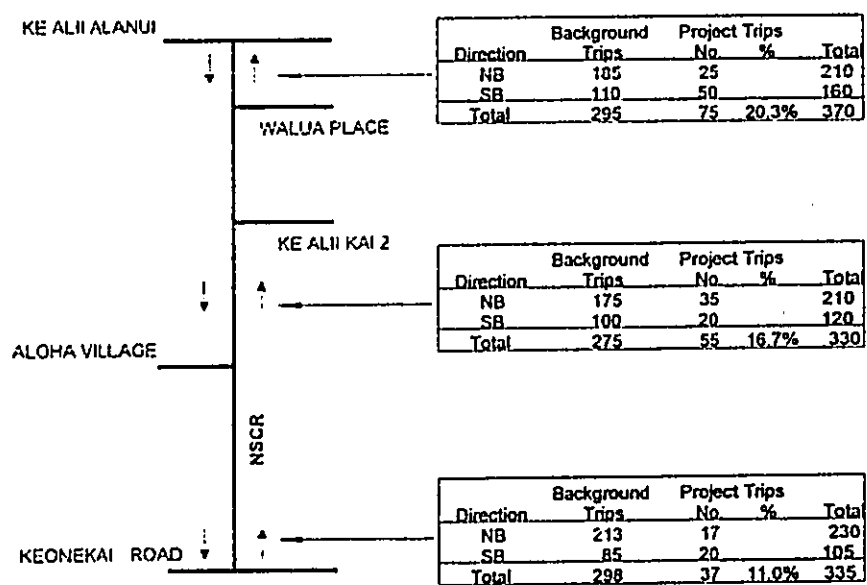 KE ALII ALANUI
Background Project Trips
Direction Trips No % Total
NB 185 25 210
SB 110 50 160
Total 295 75 20.3% 370
WALUA PLACE
KE ALII KAI 2
Background Project Trips
Direction Trips No. % Total
NB 175 35 210
SB 100 20 120
Total 275 55 16.7% 330
ALOHA VILLAGE
NSCR
Background Project Trips
Direction Trips No. % Total
NB 213 17 230
SB 85 20 105
Total 298 37 11.0% 335
KEONEKAI ROAD